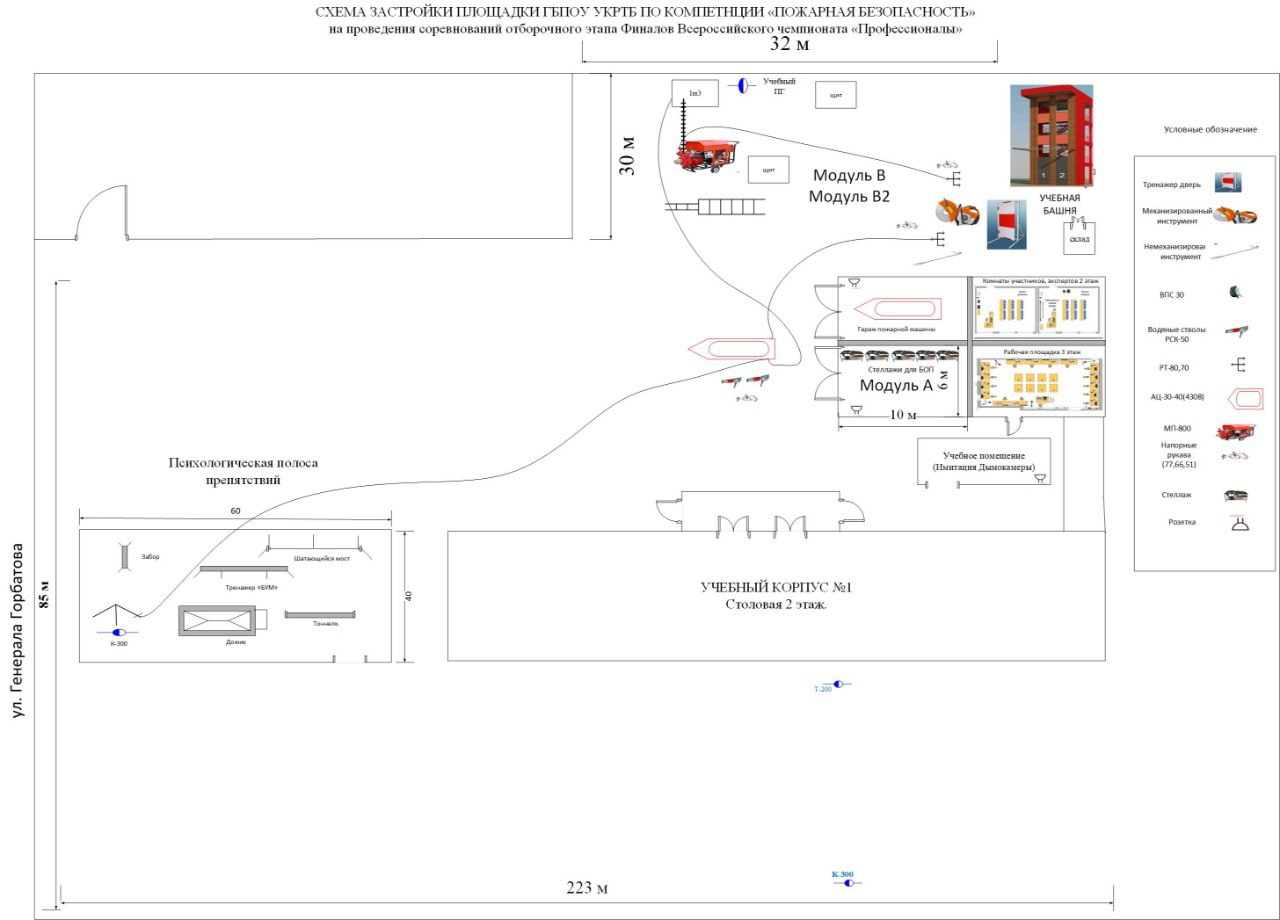 СХЕМА ЗАСТРОЙКИ ПЛОЩАДКИ ГБПОУ УКРТБ ПО КОМПЕТНЦИИ «ПОЖАРНАЯ БЕЗОПАСНОСТЬ»
на проведения соревнований отборочного этапа Финалов Всероссийского чемпионата «Профессионалы»
32 м
30 м
1m3
Учебный
ПГ
щит
щит
Модуль В
Модуль В2
1 2
УЧЕБНАЯ
БАШНЯ
склад
Условные обозначение
Тренажер дверь
Механизированный
инструмент
Немеханизирован
инструмент
ВПС 30
Водяные стволы
РСК-50
РТ-80,70
АЦ-30-40(4308)
МП-800
Напорные
рукава
(77,66,51)
Стеллаж
Розетка
Гараж пожарной машины
Комнаты участников, экспертов 2 этаж
Стеллажи для БОП
Модуль А
6 м
10 м
Рабочая площадка 3 этаж
Учебное помещение
(Имитация Дымокамеры)
Психологическая полоса
препятствий
60
40
Забор
Шатающийся мост
Тренажер «БУМ»
Тоннель
Домик
К-300
ул. Генерала Горбатова
85 м
УЧЕБНЫЙ КОРПУС №1
Столовая 2 этаж.
Т-200
К-300
223 м